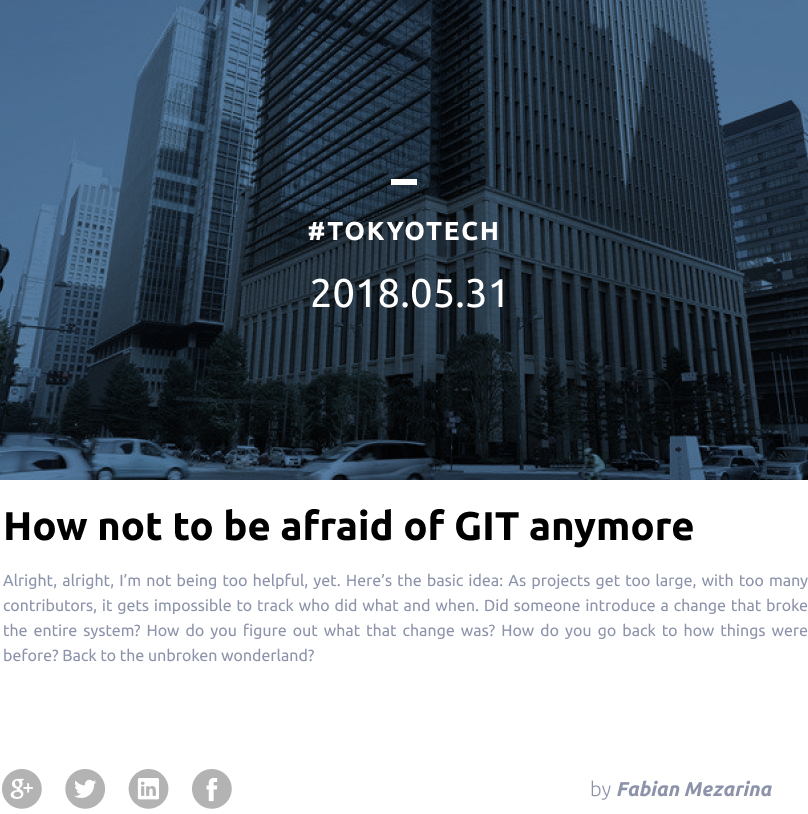 #TOKYOTECH
2018.05.31
How not to be afraid of GIT anymore
Alright, alright, I’m not being too helpful, yet. Here’s the basic idea: As projects get too large, with too many
contributors, it gets impossible to track who did what and when. Did someone introduce a change that broke
the entire system? How do you figure out what that change was? How do you go back to how things were
before? Back to the unbroken wonderland?
by Fabian Mezarina